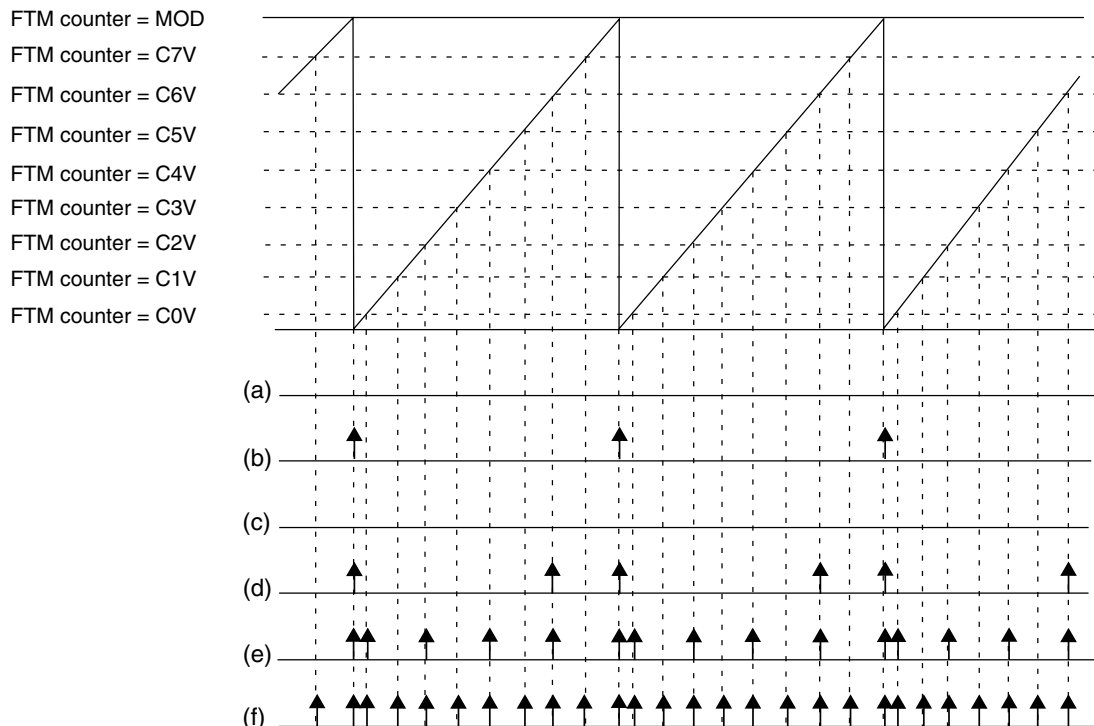 FTM counter = MOD
FTM counter = C7V
FTM counter = C6V
FTM counter = C5V
FTM counter = C4V
FTM counter = C3V
FTM counter = C2V
FTM counter = C1V
FTM counter = C0V
(a)
(b)
(c)
(d)
(e)
(f)